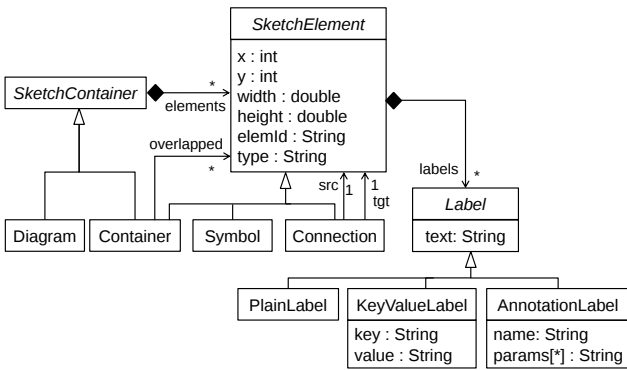 SketchElement
x : int
y : int
width : double
height : double
elemId : String
type : String
SketchContainer
*
elements
overlapped
*
src
1
1
tgt
labels
*
Diagram
Container
Symbol
Connection
Label
text: String
PlainLabel
KeyValueLabel
key : String
value : String
AnnotationLabel
name: String
params[*] : String